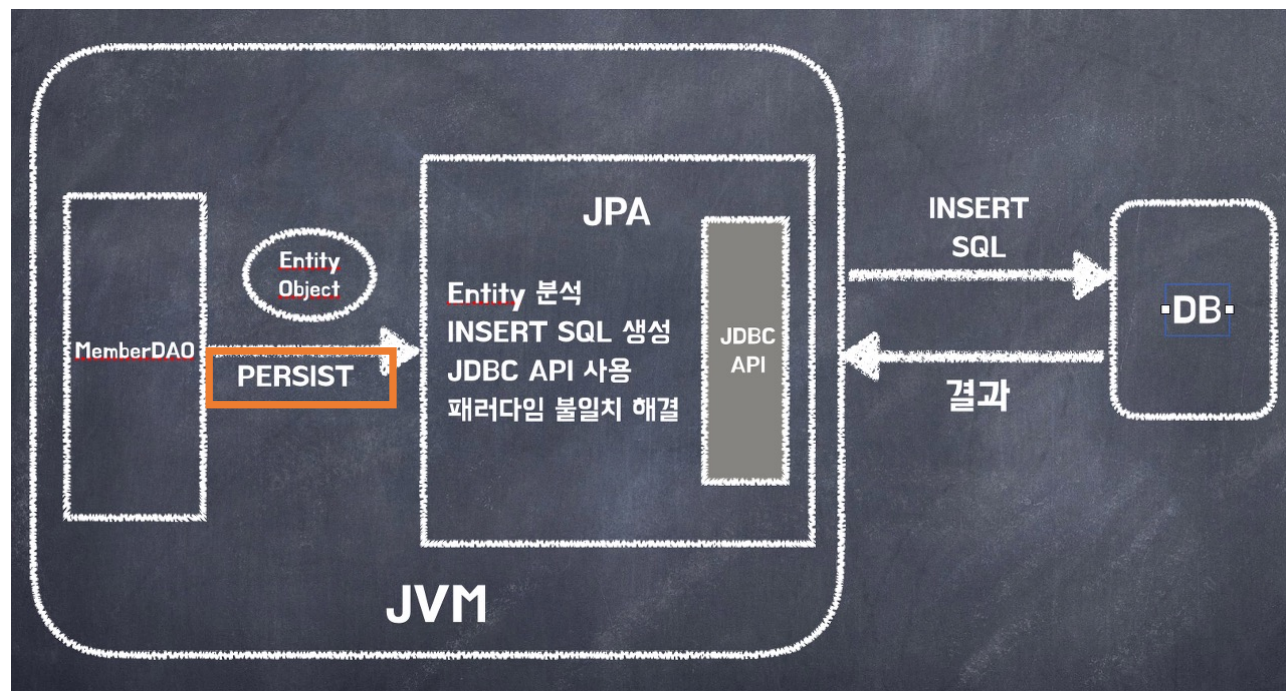 MemberDAO
Entity
Object
PERSIST
JPA
Entity 분석
INSERT SQL 생성
JDBC API 사용
패러다임 불일치 해결
JDBC
API
JVM
INSERT
SQL
결과
DB